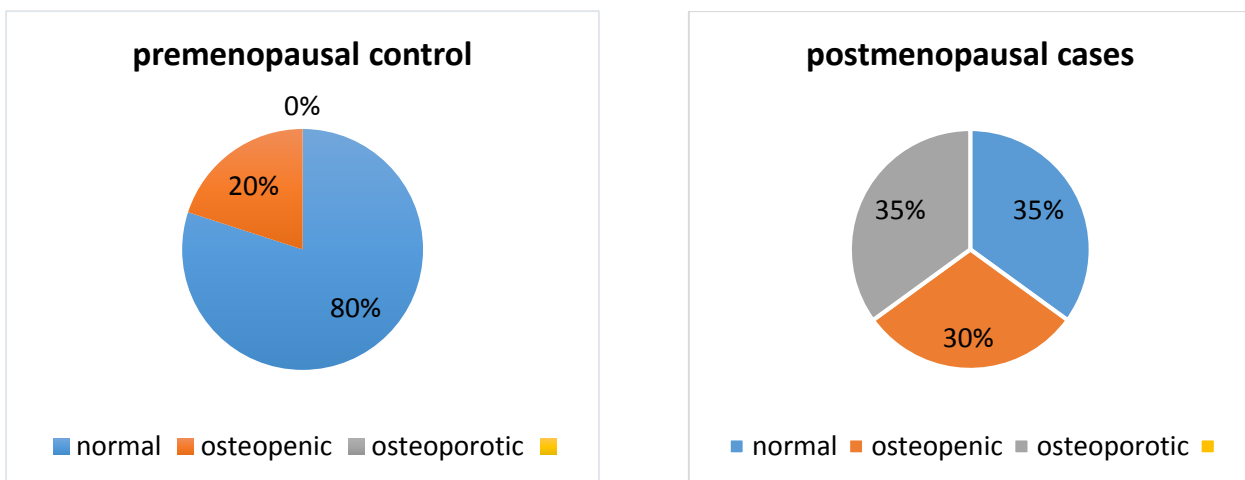 premenopausal control
0%
20%
80%
normal osteopenic osteoporotic
postmenopausal cases
35% 35%
30%
normal osteopenic osteoporotic